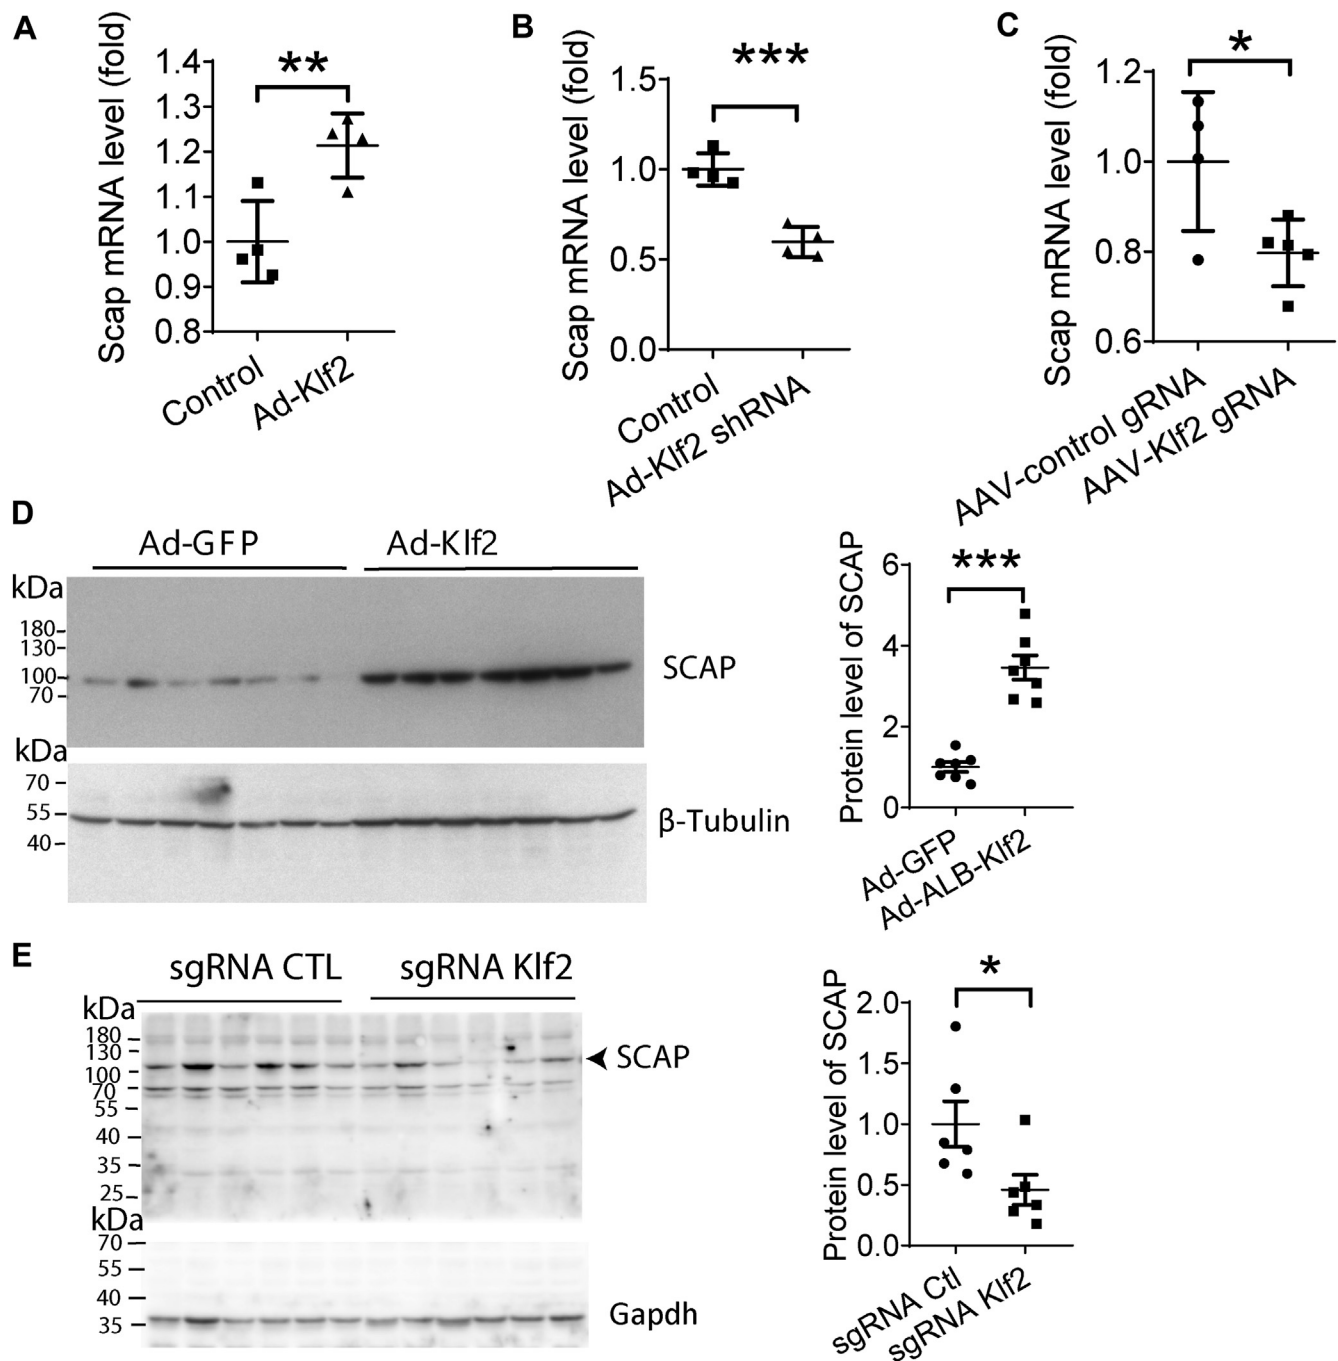 A
Scap mRNA level (fold)
**
1.4
1.3
1.2
1.1
1.0
0.9
0.8
Control
Ad-Klf2
B
Scap mRNA level (fold)
***
1.5
1.0
0.5
0.0
Control
Ad-Klf2 shRNA
C
Scap mRNA level (fold)
*
1.2
1.0
0.8
0.6
AAV-control gRNA
AAV-Klf2 gRNA
D
Ad-GFP
Ad-Klf2
kDa
180
130
100
70
SCAP
kDa
70
55
40
β-Tubulin
Protein level of SCAP
***
6
4
2
0
Ad-GFP
Ad-ALB-Klf2
E
sgRNA CTL
sgRNA Klf2
kDa
180
130
100
70
55
40
35
25
SCAP
kDa
70
55
40
35
Gapdh
Protein level of SCAP
*
2.0
1.5
1.0
0.5
0.0
sgRNA Ctl
sgRNA Klf2